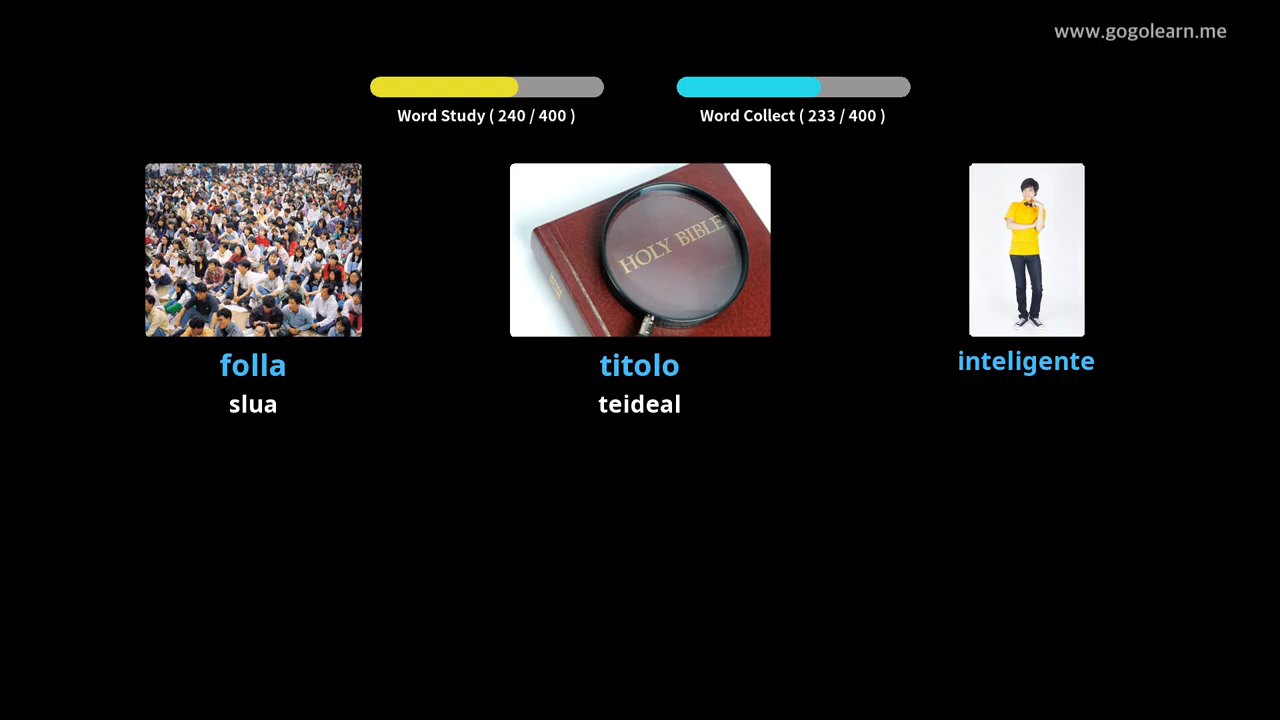 www.gogolearn.me
Word Study ( 240 / 400 )
Word Collect ( 233 / 400 )
HOLY BIBLE
folla
titolo
inteligente
slua
teideal